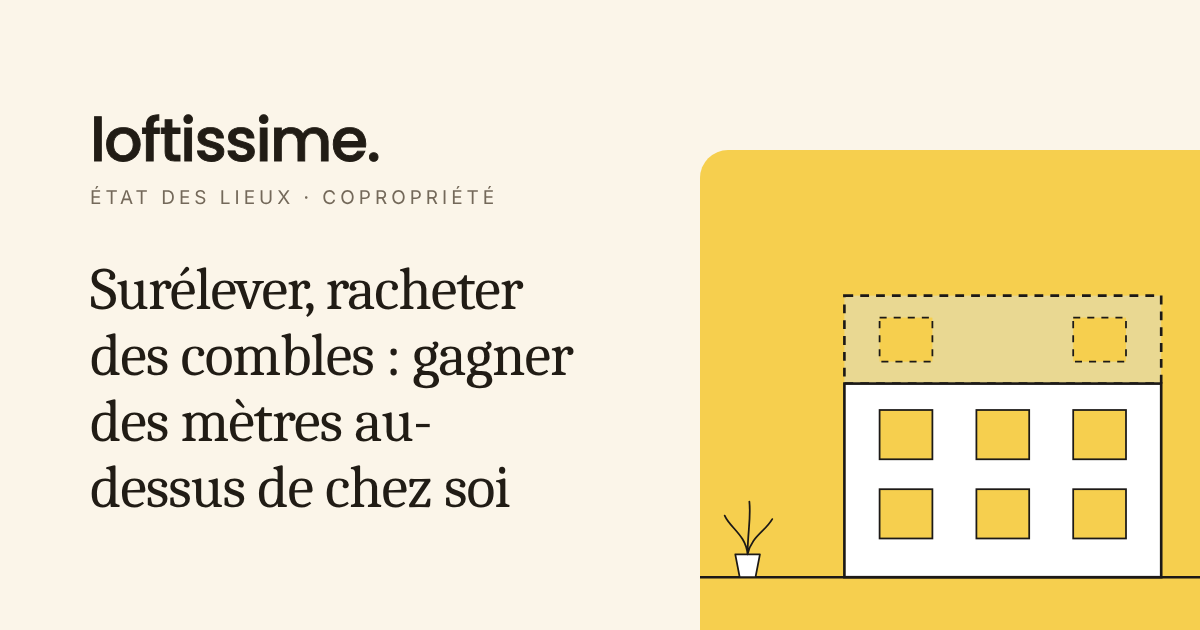 loftissime.
ÉTAT DES LIEUX · COPROPRIÉTÉ
Surélever, racheter
des combles : gagner
des mètres au-
dessus de chez soi